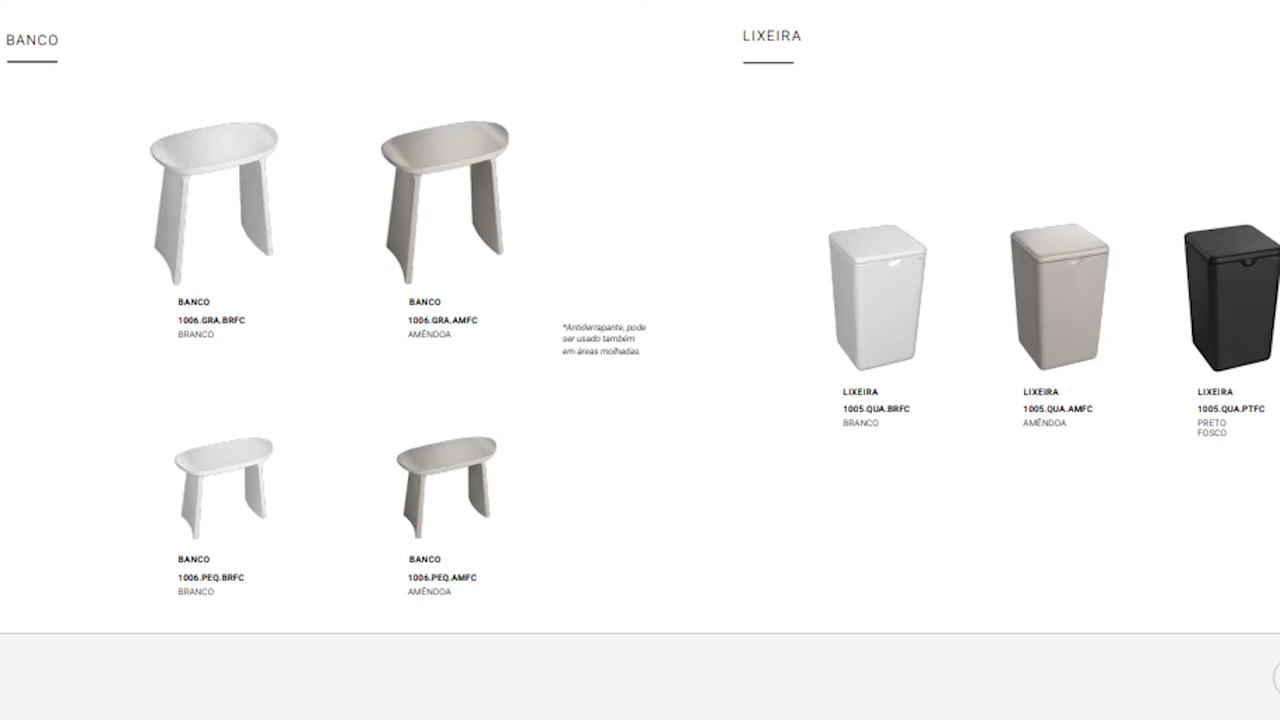 BANCO
BANCO
1006.GRA.BRFC
BRANCO
BANCO
1006.GRA.AMFC
AMÊNDOA
*Antiderrapante, pode
ser usado também
em áreas molhadas.
BANCO
1006.PEQ.BRFC
BRANCO
BANCO
1006.PEQ.AMFC
AMÊNDOA
LIXEIRA
LIXEIRA
1005.QUA.BRFC
BRANCO
LIXEIRA
1005.QUA.AMFC
AMÊNDOA
LIXEIRA
1005.QUA.PTFC
PRETO
FOSCO